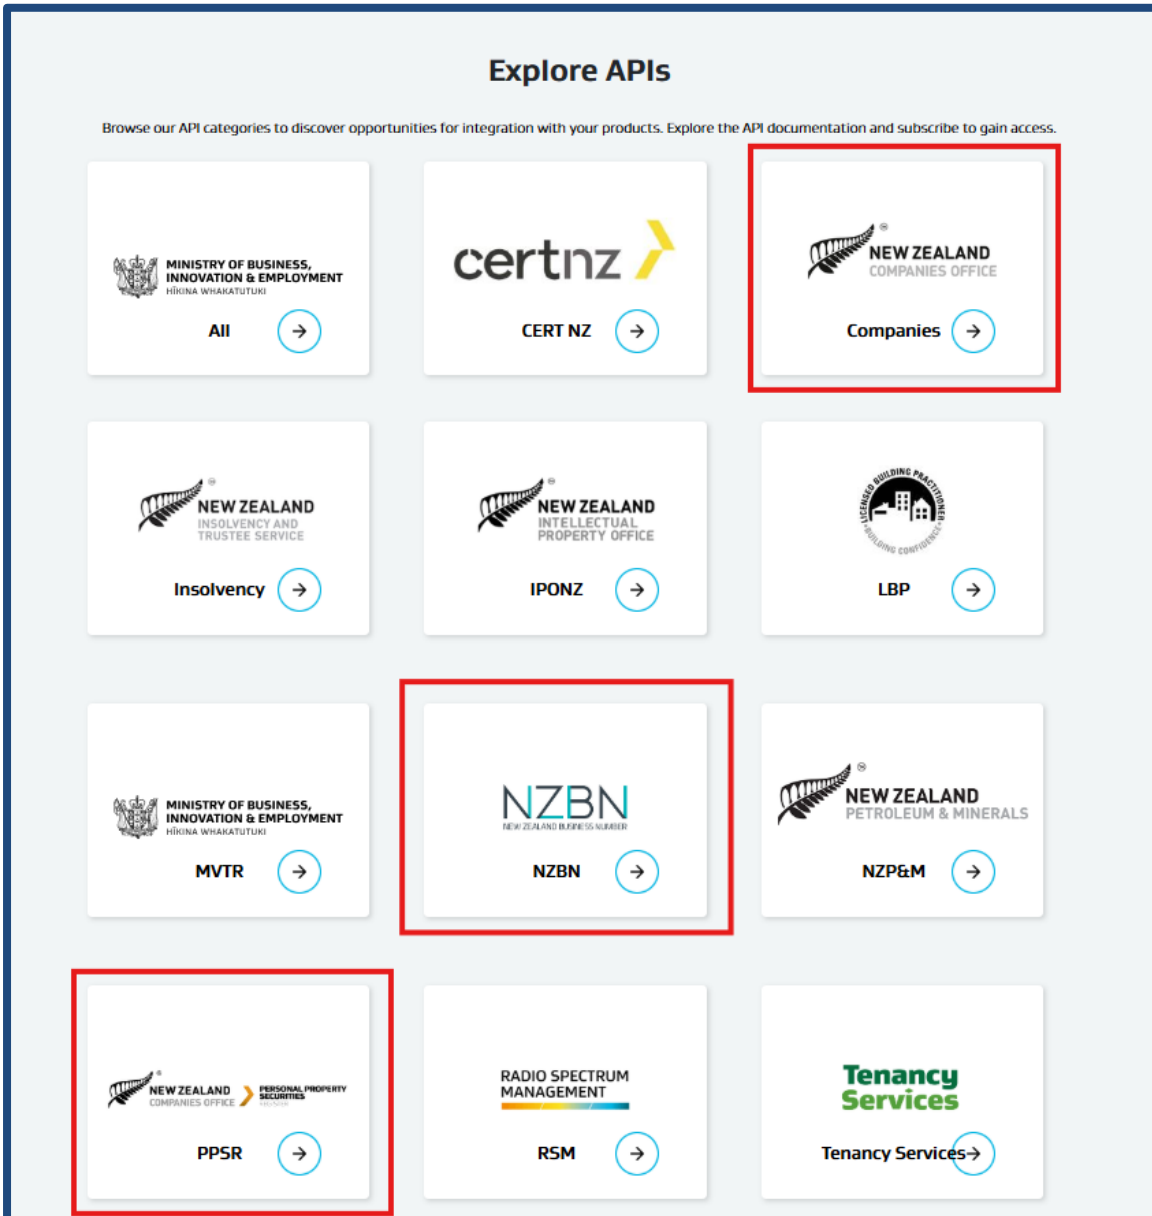 Explore APIs
Browse our API categories to discover opportunities for integration with your products. Explore the API documentation and subscribe to gain access.
MINISTRY OF BUSINESS,
INNOVATION & EMPLOYMENT
HĪKINA WHAKATUTUKI
All
certnz
CERT NZ
NEW ZEALAND
COMPANIES OFFICE
Companies
NEW ZEALAND
INSOLVENCY AND
TRUSTEE SERVICE
Insolvency
NEW ZEALAND
INTELLECTUAL
PROPERTY OFFICE
IPONZ
LICENSED BUILDING PRACTITIONER
BUILDING CONFIDENCE
LBP
MINISTRY OF BUSINESS,
INNOVATION & EMPLOYMENT
HĪKINA WHAKATUTUKI
MVTR
NZBN
NEW ZEALAND BUSINESS NUMBER
NZBN
NEW ZEALAND
PETROLEUM & MINERALS
NZP&M
NEW ZEALAND
COMPANIES OFFICE
PERSONAL PROPERTY
SECURITIES
PPSR
RADIO SPECTRUM
MANAGEMENT
RSM
Tenancy
Services
Tenancy Services